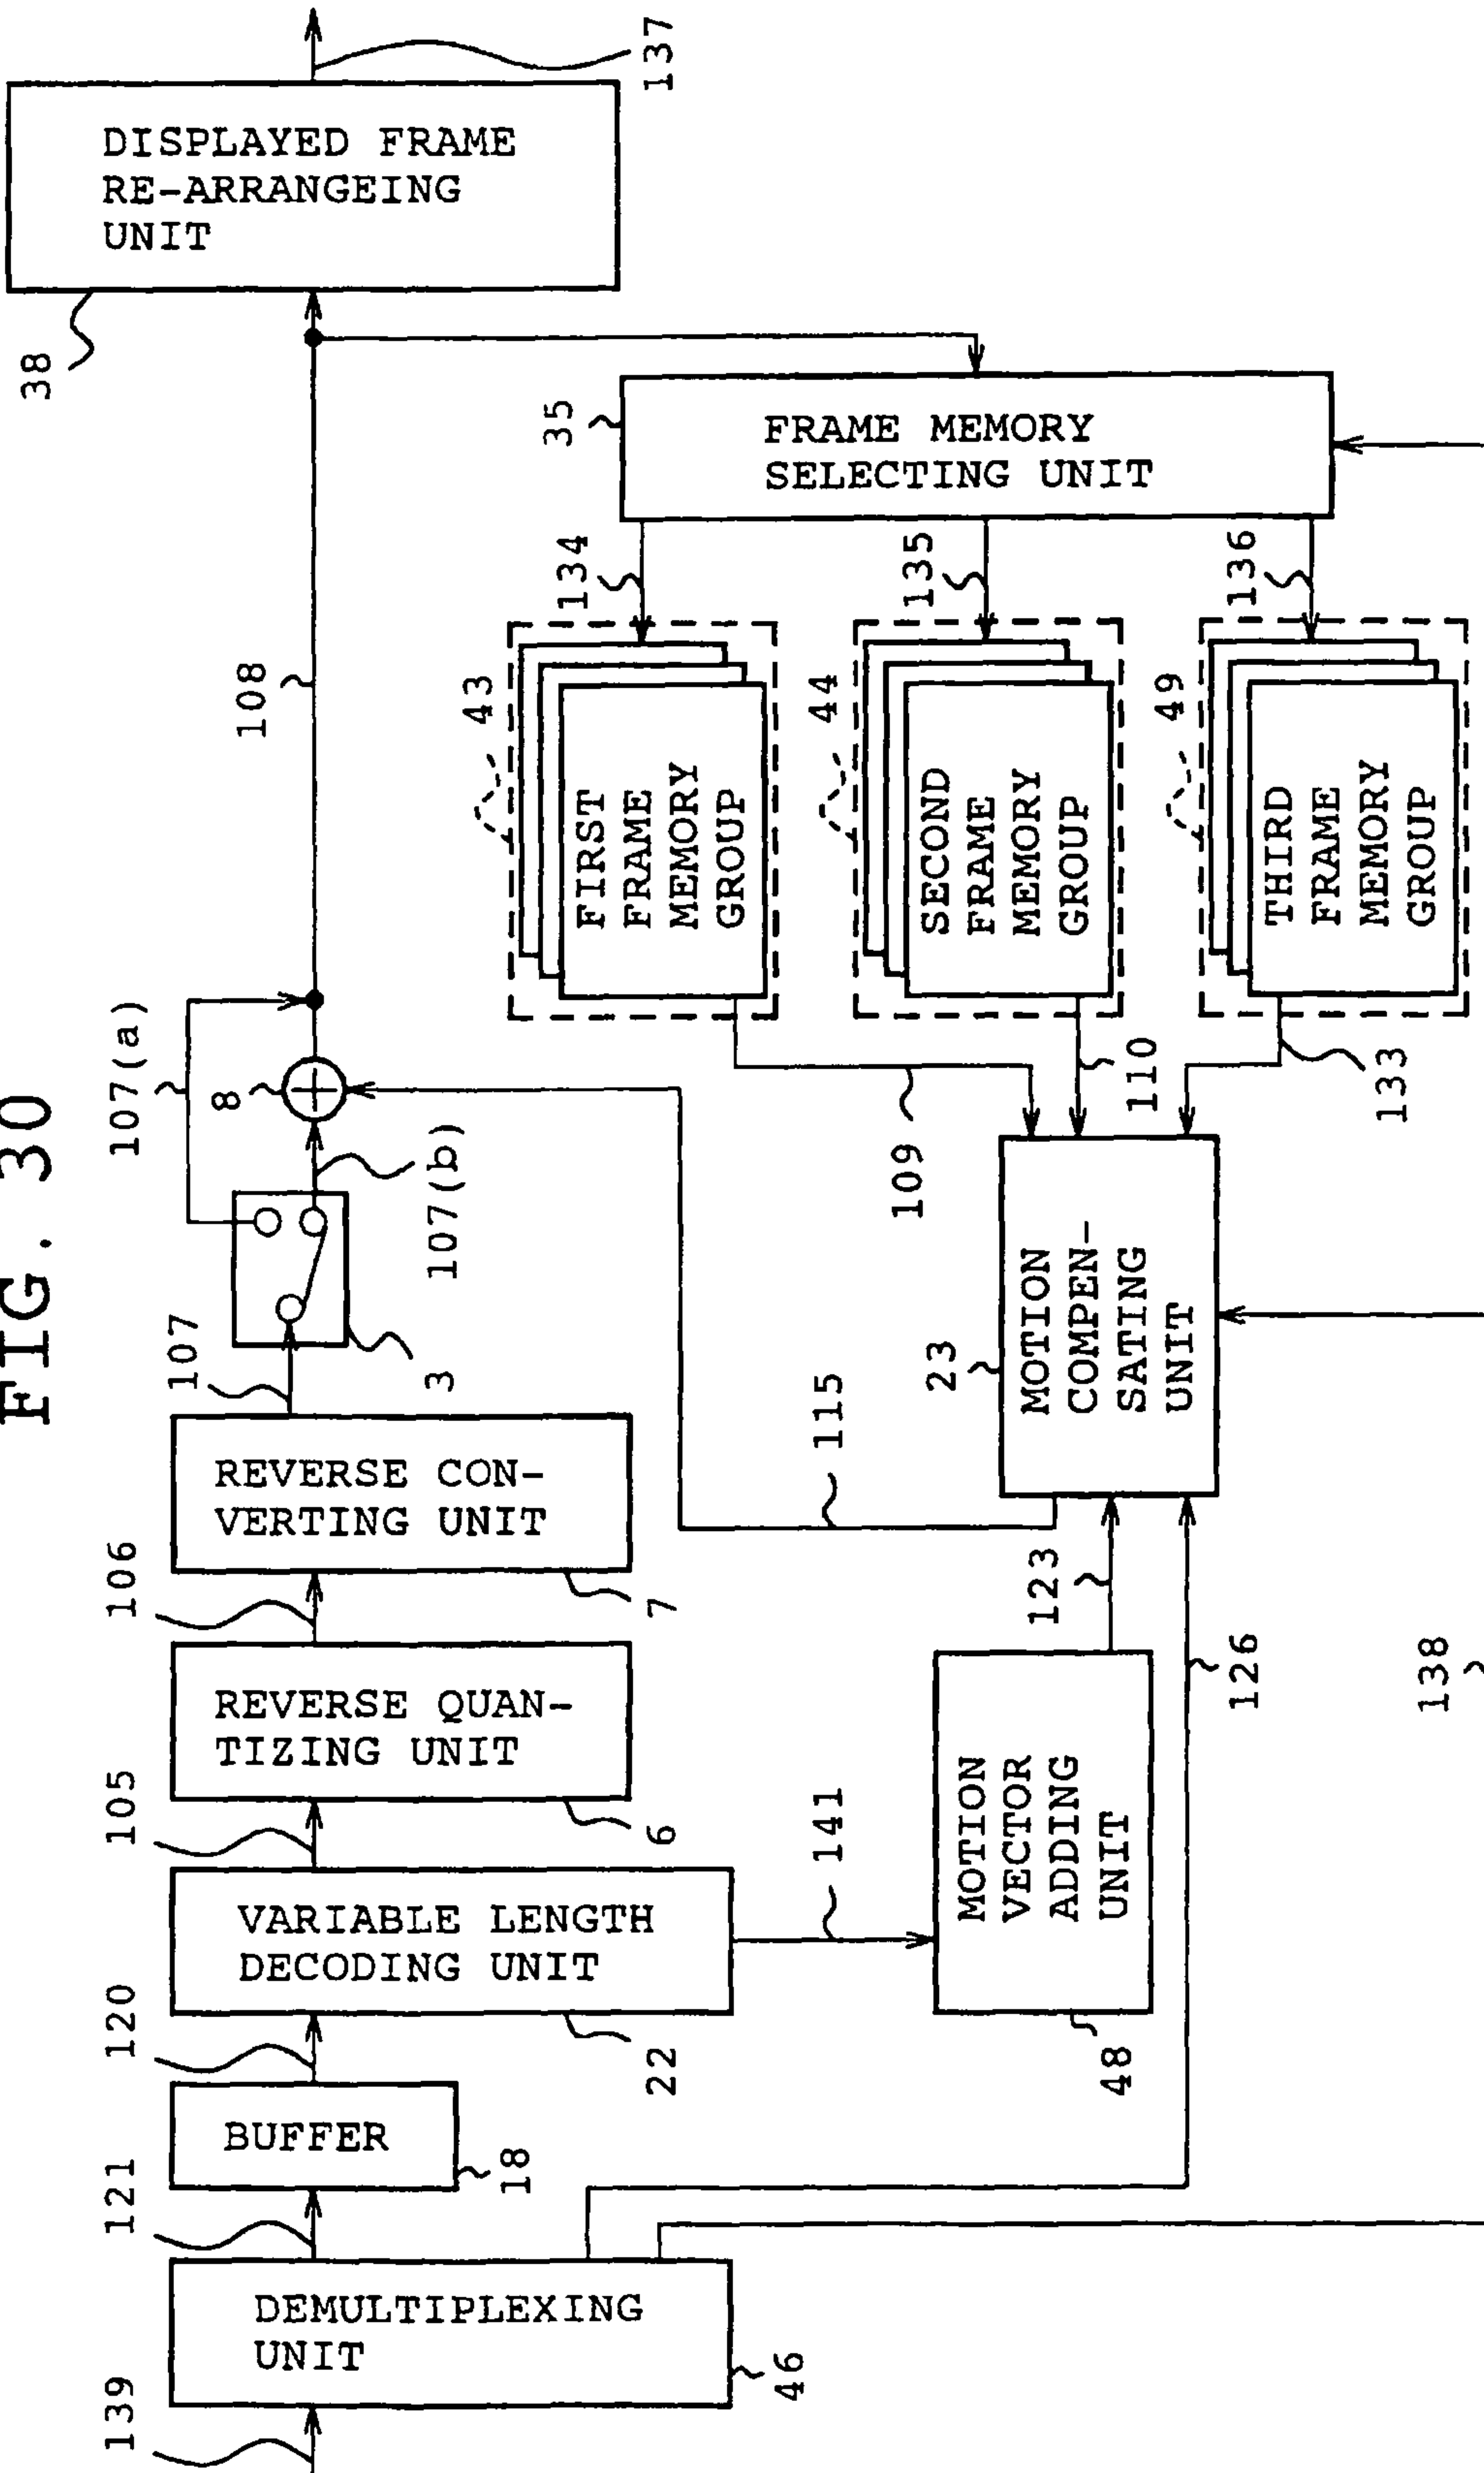 FIG. 30
139
DEMULTIPLEXING
UNIT
46
121
BUFFER
18
120
VARIABLE LENGTH
DECODING UNIT
22
105
REVERSE QUAN-
TIZING UNIT
6
106
REVERSE CON-
VERTING UNIT
7
107
3
107(a)
107(b)
8
108
38
DISPLAYED FRAME
RE-ARRANGEING
UNIT
137
141
MOTION
VECTOR
ADDING
UNIT
48
123
126
115
23
MOTION
COMPEN-
SATING
UNIT
109
110
133
43
FIRST
FRAME
MEMORY
GROUP
44
SECOND
FRAME
MEMORY
GROUP
49
THIRD
FRAME
MEMORY
GROUP
134
135
136
35
FRAME MEMORY
SELECTING UNIT
138